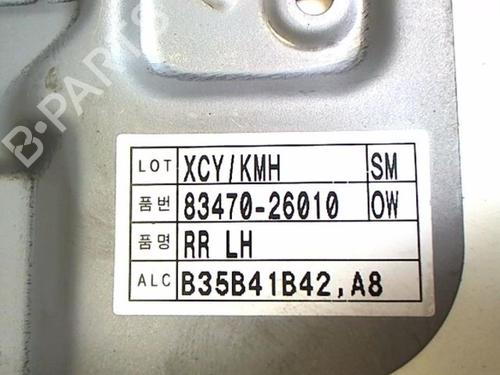 B-PARTS
LOT XCY/KMH SM
품번 83470-26010 OW
품명 RR LH
ALC B35B41B42,A8